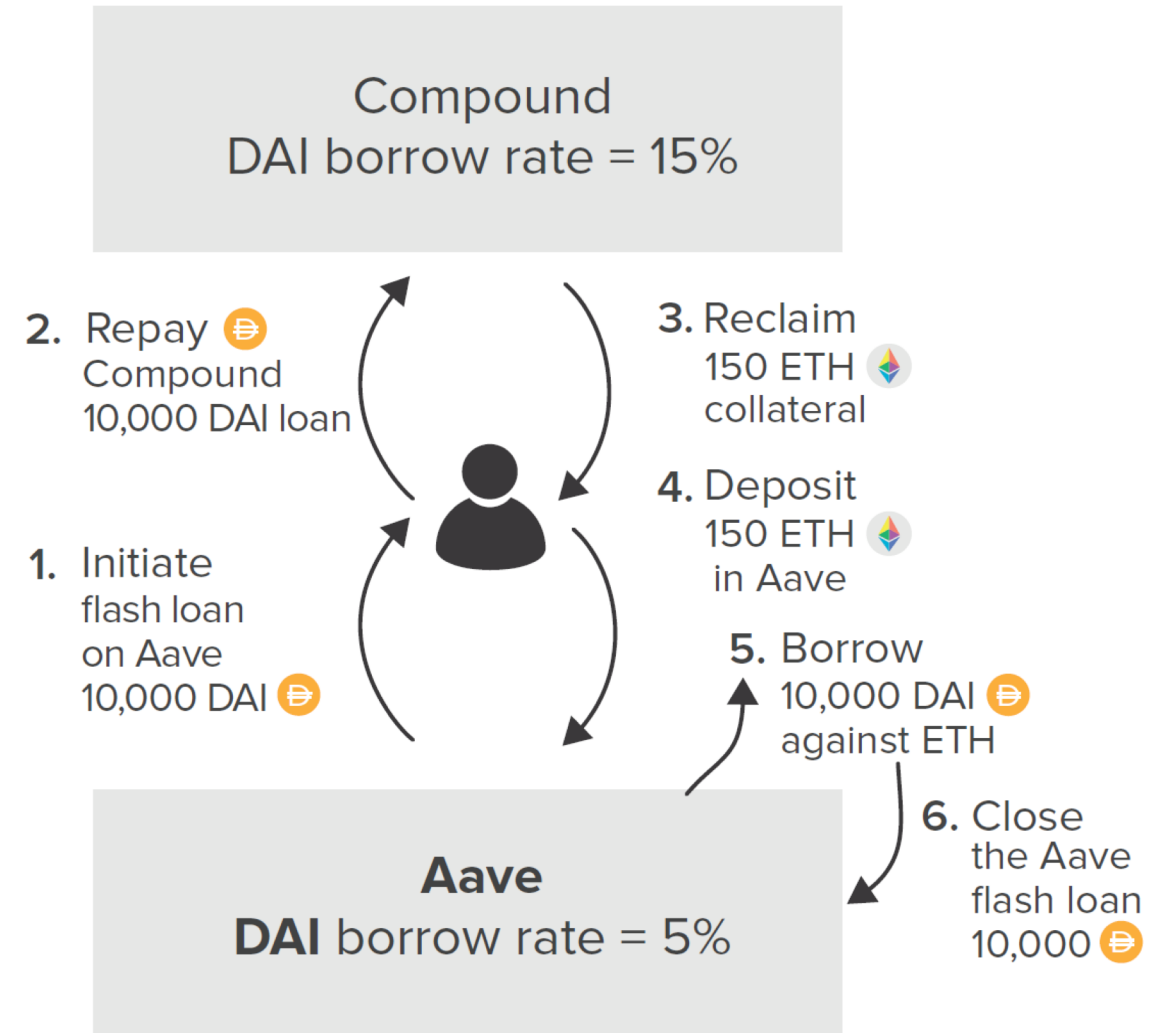 Compound
DAI borrow rate = 15%
2. Repay
Compound
10,000 DAI loan
3. Reclaim
150 ETH
collateral
4. Deposit
150 ETH
in Aave
1. Initiate
flash loan
on Aave
10,000 DAI
5. Borrow
10,000 DAI
against ETH
6. Close
the Aave
flash loan
10,000
Aave
DAI borrow rate = 5%